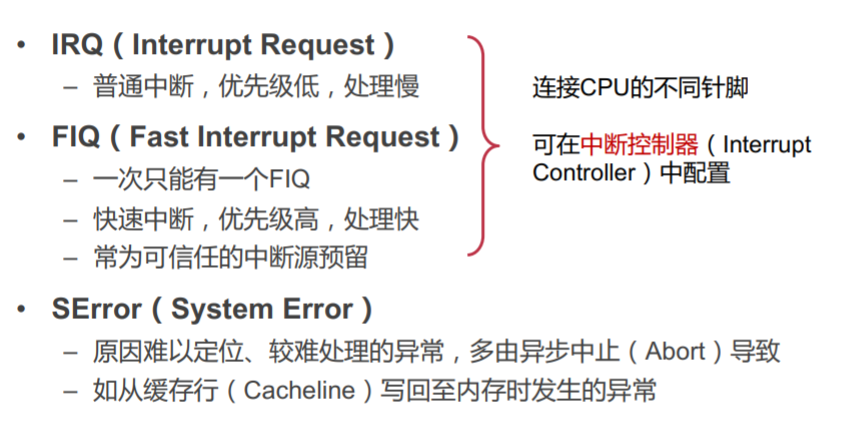 • IRQ（Interrupt Request）
– 普通中断，优先级低，处理慢
• FIQ（Fast Interrupt Request）
– 一次只能有一个FIQ
– 快速中断，优先级高，处理快
– 常为可信任的中断源预留
连接CPU的不同针脚
可在中断控制器（Interrupt
Controller）中配置
• SError（System Error）
– 原因难以定位、较难处理的异常，多由异步中止（Abort）导致
– 如从缓存行（Cacheline）写回至内存时发生的异常